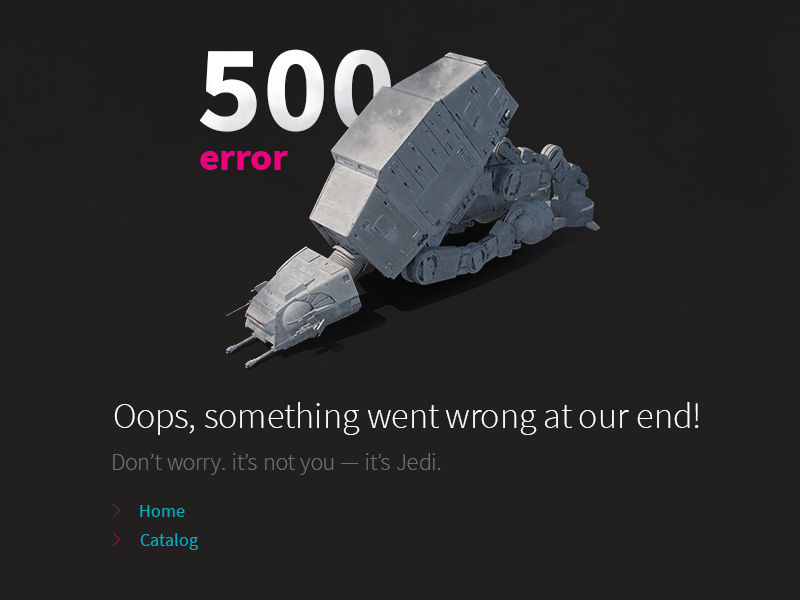 500
error
Oops, something went wrong at our end!
Don't worry. it's not you — it's Jedi.
Home
Catalog